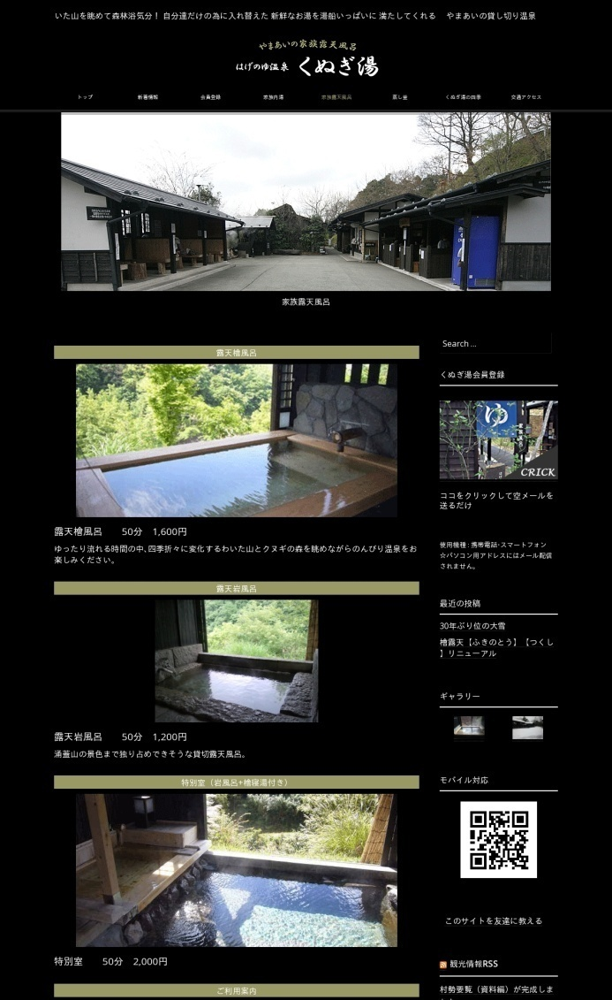 いた山を眺めて森林浴気分！ 自分達だけの為に入れ替えた 新鮮なお湯を湯船いっぱいに 満たしてくれる　やまあいの貸し切り温泉
やまあいの家族露天風呂
はげのゆ温泉 くぬぎ湯
トップ 新着情報 会員登録 家族内湯 家族露天風呂 蒸し釜 くぬぎ湯の四季 交通アクセス
家族露天風呂
露天檜風呂
露天檜風呂　50分　1,600円
ゆったり流れる時間の中、四季折々に変化するわいた山とクヌギの森を眺めながらのんびり温泉をお
楽しみください。
露天岩風呂
露天岩風呂　50分　1,200円
涌蓋山の景色まで独り占めできそうな貸切露天風呂。
特別室（岩風呂+檜寝湯付き）
特別室　50分　2,000円
ご利用案内
Search …
くぬぎ湯会員登録
ゆ
CRICK
ココをクリックして空メールを
送るだけ
使用機種：携帯電話･スマートフォン
☆パソコン用アドレスにはメール配信
されません。
最近の投稿
30年ぶり位の大雪
檜露天【ふきのとう】【つくし
】リニューアル
ギャラリー
モバイル対応
このサイトを友達に教える
観光情報RSS
村勢要覧（資料編）が完成しま